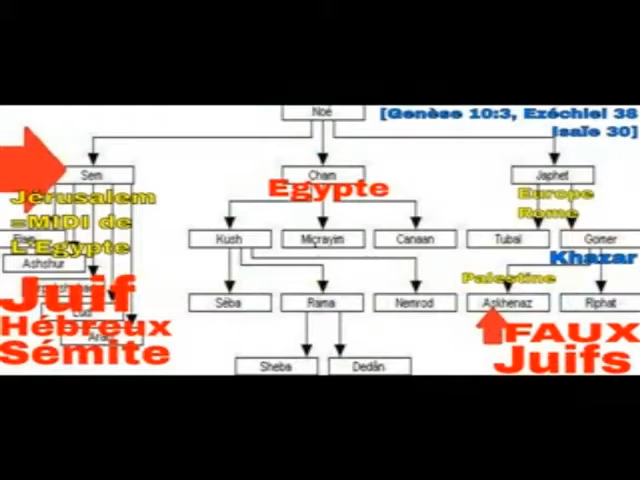 Noé
[Genèse 10:3, Ezéchiel 38
Isaïe 30]
Sem
Cham
Japhet
Egypte
Jérusalem
=MIDI de
L'Egypte
Europe
Rome
Kush
Miçrayim
Canaan
Tubal
Gomer
Ashshur
Khazar
Palestine
Juif
Hébreux
Sémite
Séba
Rama
Nemrod
Askhenaz
Riphat
FAUX
Juifs
Sheba
Dedân